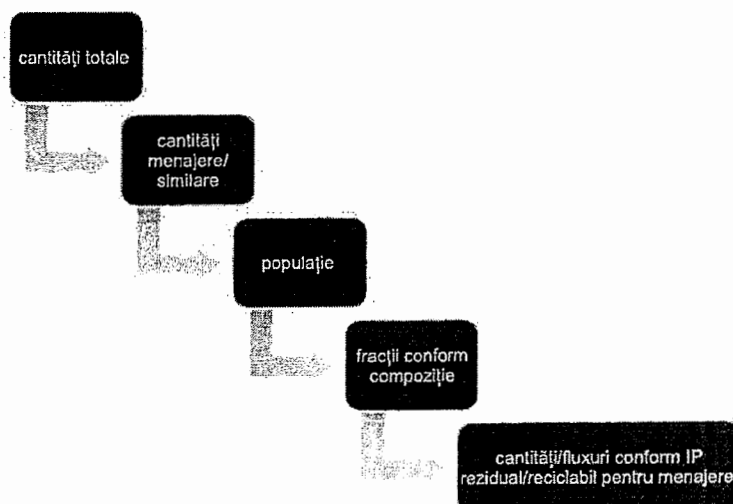 cantități totale
cantități
menajere/
similare
populație
fracții conform
compoziție
cantități/fluxuri conform IP
rezidual/reciclabil pentru menajere